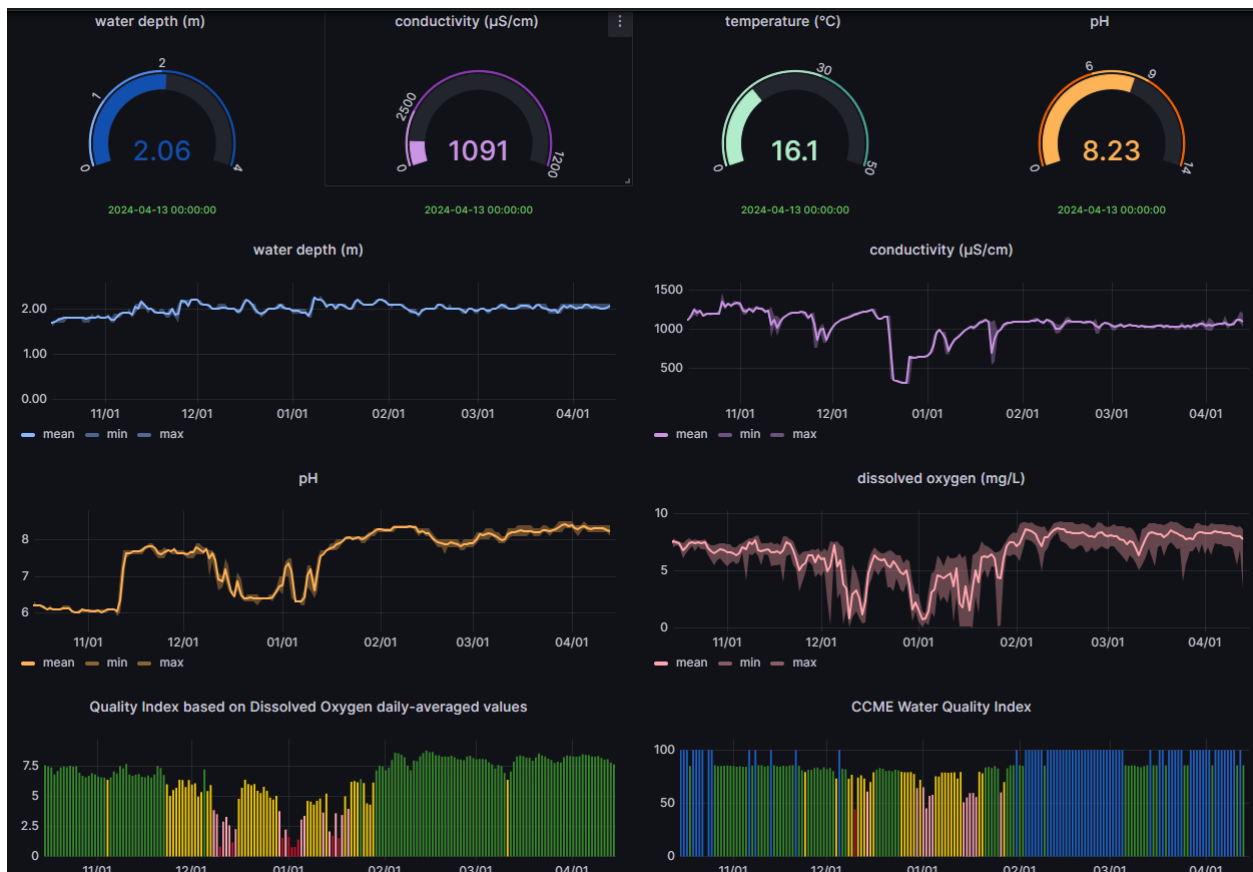 water depth (m) conductivity (µS/cm) temperature (°C) pH
0 1 2 4 0 2500 1200 0 30 50 0 6 9 14
2.06 1091 16.1 8.23
2024-04-13 00:00:00 2024-04-13 00:00:00 2024-04-13 00:00:00 2024-04-13 00:00:00
water depth (m)
2.00
1.00
0.00
11/01 12/01 01/01 02/01 03/01 04/01
mean min max
conductivity (µS/cm)
1500
1000
500
11/01 12/01 01/01 02/01 03/01 04/01
mean min max
pH
8
7
6
11/01 12/01 01/01 02/01 03/01 04/01
mean min max
dissolved oxygen (mg/L)
10
5
0
11/01 12/01 01/01 02/01 03/01 04/01
mean min max
Quality Index based on Dissolved Oxygen daily-averaged values
7.5
5
2.5
0
11/01 12/01 01/01 02/01 03/01 04/01
CCME Water Quality Index
100
50
0
11/01 12/01 01/01 02/01 03/01 04/01